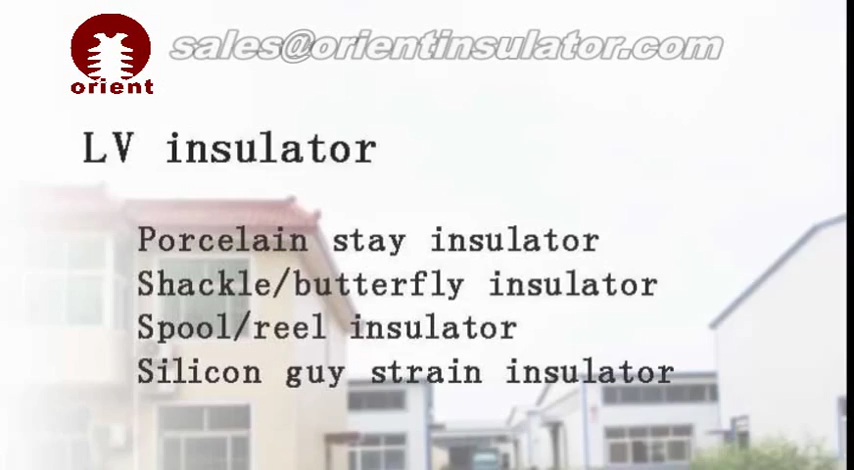 sales@orientinsulator.com
orient
LV insulator
Porcelain stay insulator
Shackle/butterfly insulator
Spool/reel insulator
Silicon guy strain insulator